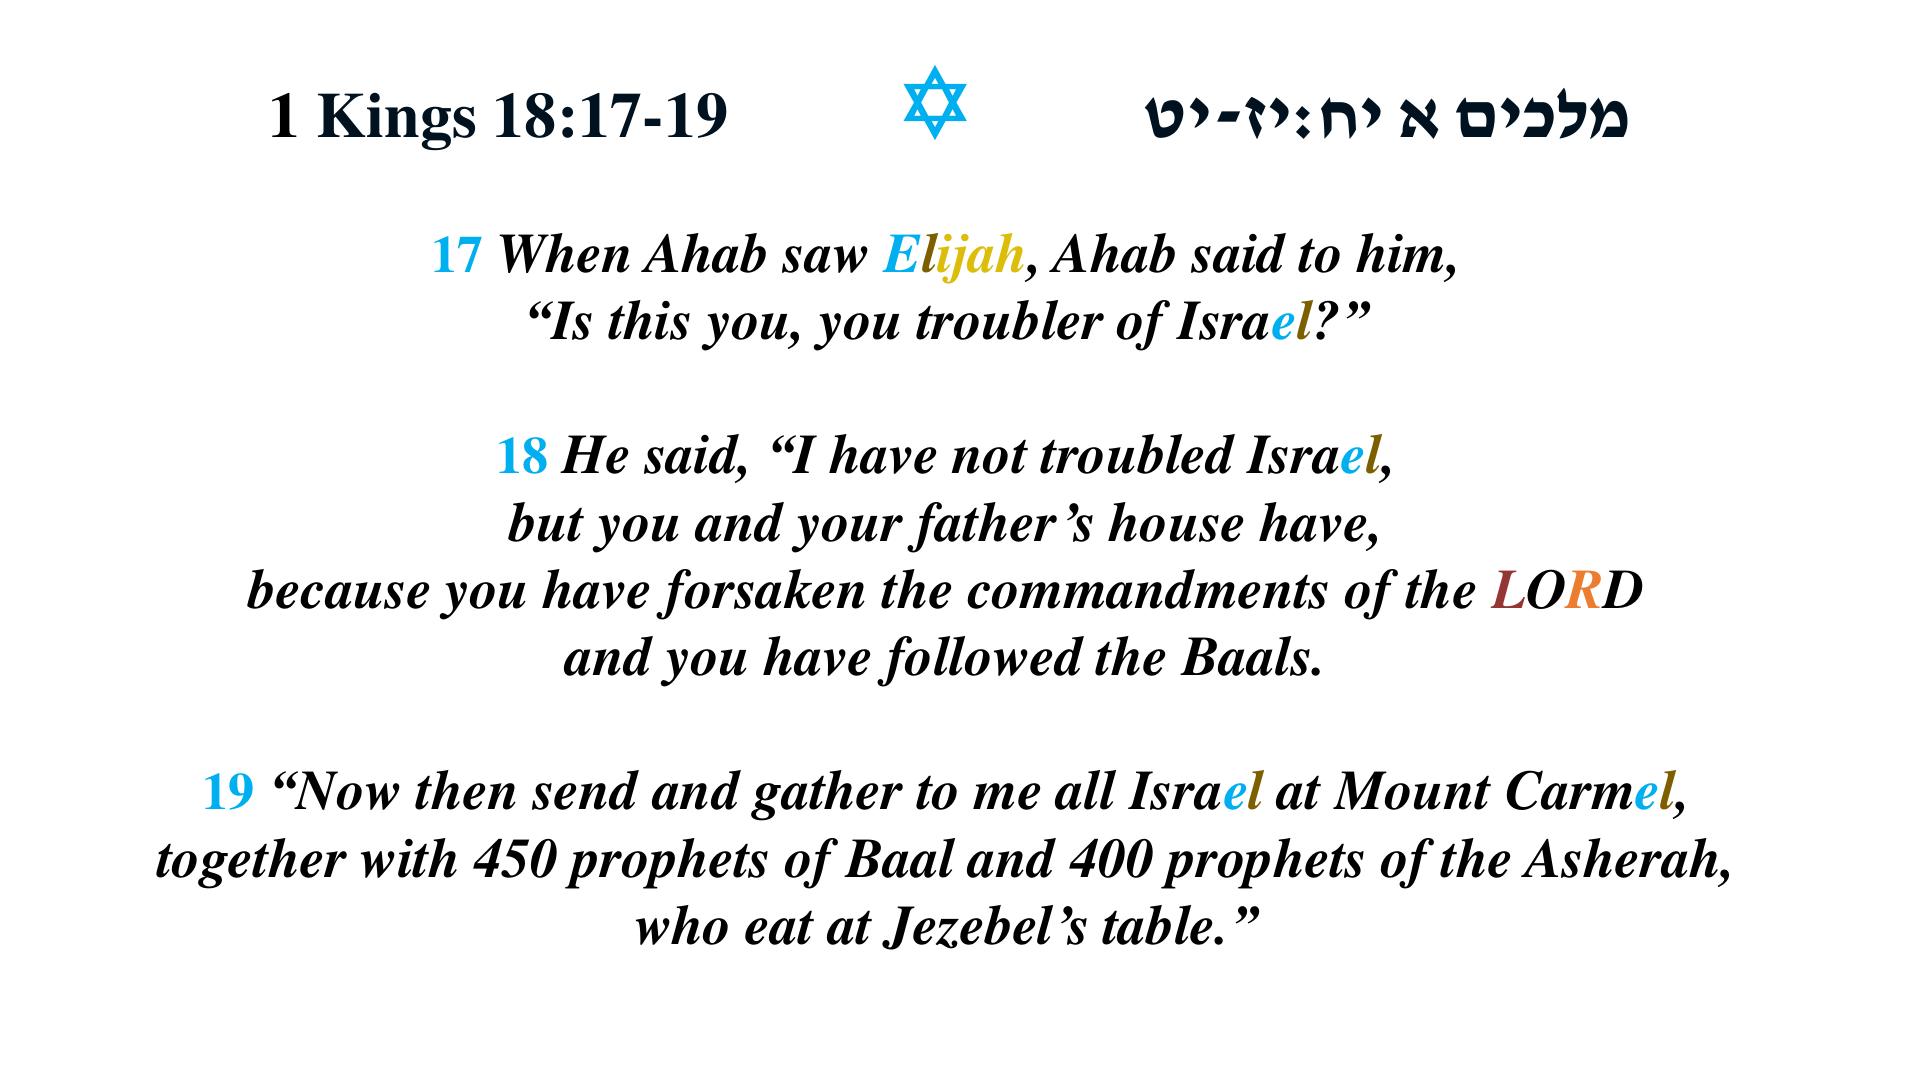 1 Kings 18:17-19 ✡ מלכים א יח:יז-יט
17 When Ahab saw Elijah, Ahab said to him,
“Is this you, you troubler of Israel?”
18 He said, “I have not troubled Israel,
but you and your father’s house have,
because you have forsaken the commandments of the LORD
and you have followed the Baals.
19 “Now then send and gather to me all Israel at Mount Carmel,
together with 450 prophets of Baal and 400 prophets of the Asherah,
who eat at Jezebel’s table.”